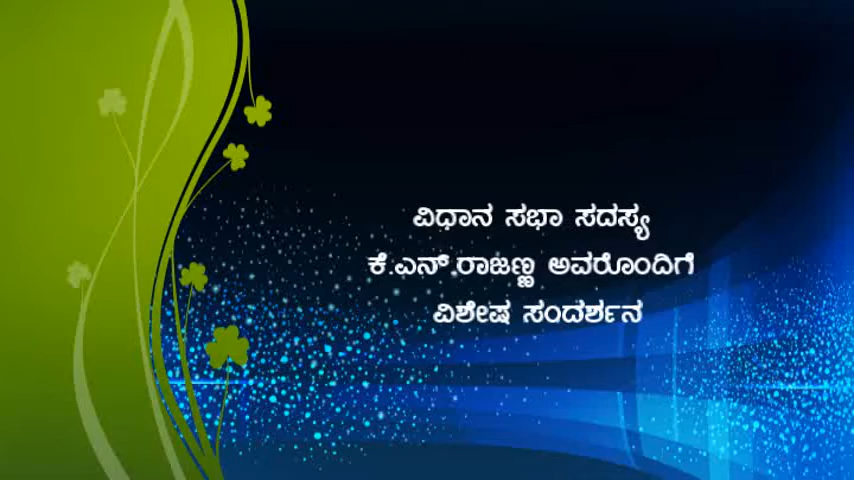 ವಿಧಾನ ಸಭಾ ಸದಸ್ಯ
ಕೆ.ಎನ್.ರಾಜಣ್ಣ ಅವರೊಂದಿಗೆ
ವಿಶೇಷ ಸಂದರ್ಶನ